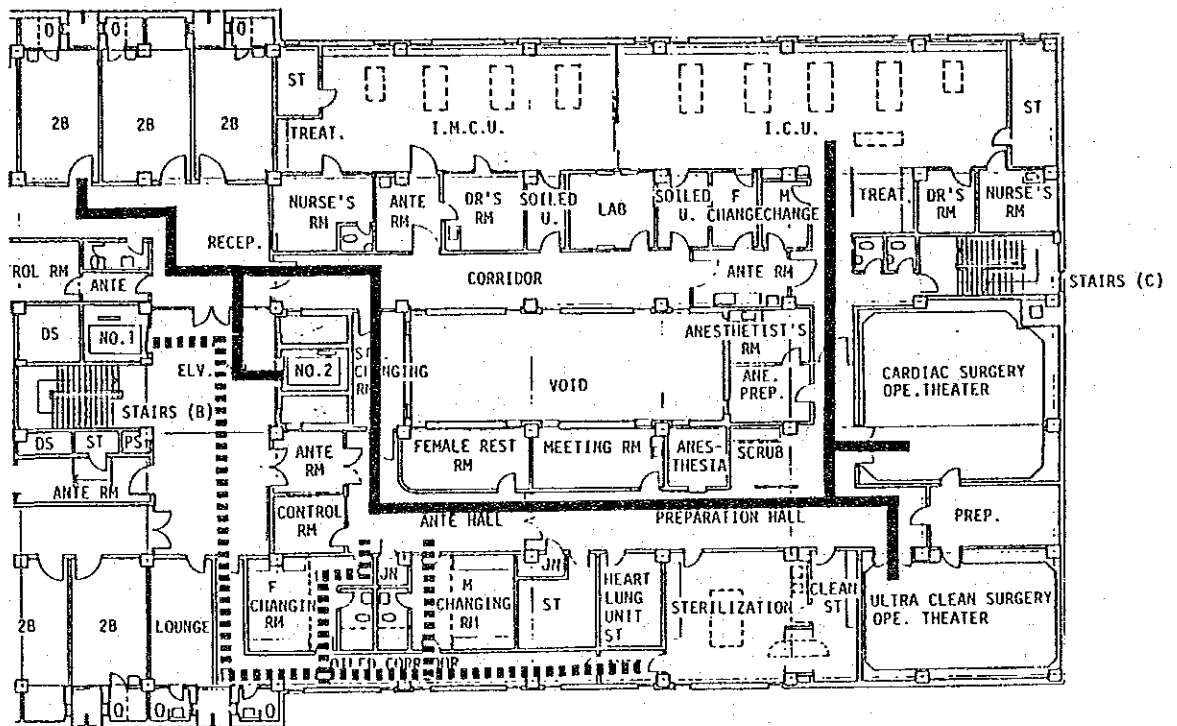 2B
2B
2B
ST
TREAT.
I.M.C.U.
I.C.U.
ST
NURSE'S
RM
ANTE
RM
DR'S
RM
SOILED
U.
LAB
SOILED
U.
F
CHANGE
M
CHANGE
TREAT.
DR'S
RM
NURSE'S
RM
RECEP.
CORRIDOR
ANTE RM
STAIRS (C)
TROL RM
ANTE
DS
NO.1
ELV.
NO.2
VOID
ANESTHETIST'S
RM
ANE.
PREP.
CARDIAC SURGERY
OPE.THEATER
STAIRS (B)
DS
ST
PS
ANTE RM
ANTE
RM
FEMALE REST
RM
MEETING RM
ANES-
THESIA
SCRUB
CONTROL
RM
ANTE HALL
PREPARATION HALL
PREP.
2B
2B
LOUNGE
F
CHANGIN
RM
JN
M
CHANGING
RM
JN
ST
HEART
LUNG
UNIT
ST
STERILIZATION
CLEAN
ST
ULTRA CLEAN SURGERY
OPE. THEATER
OILED CORRIDOR